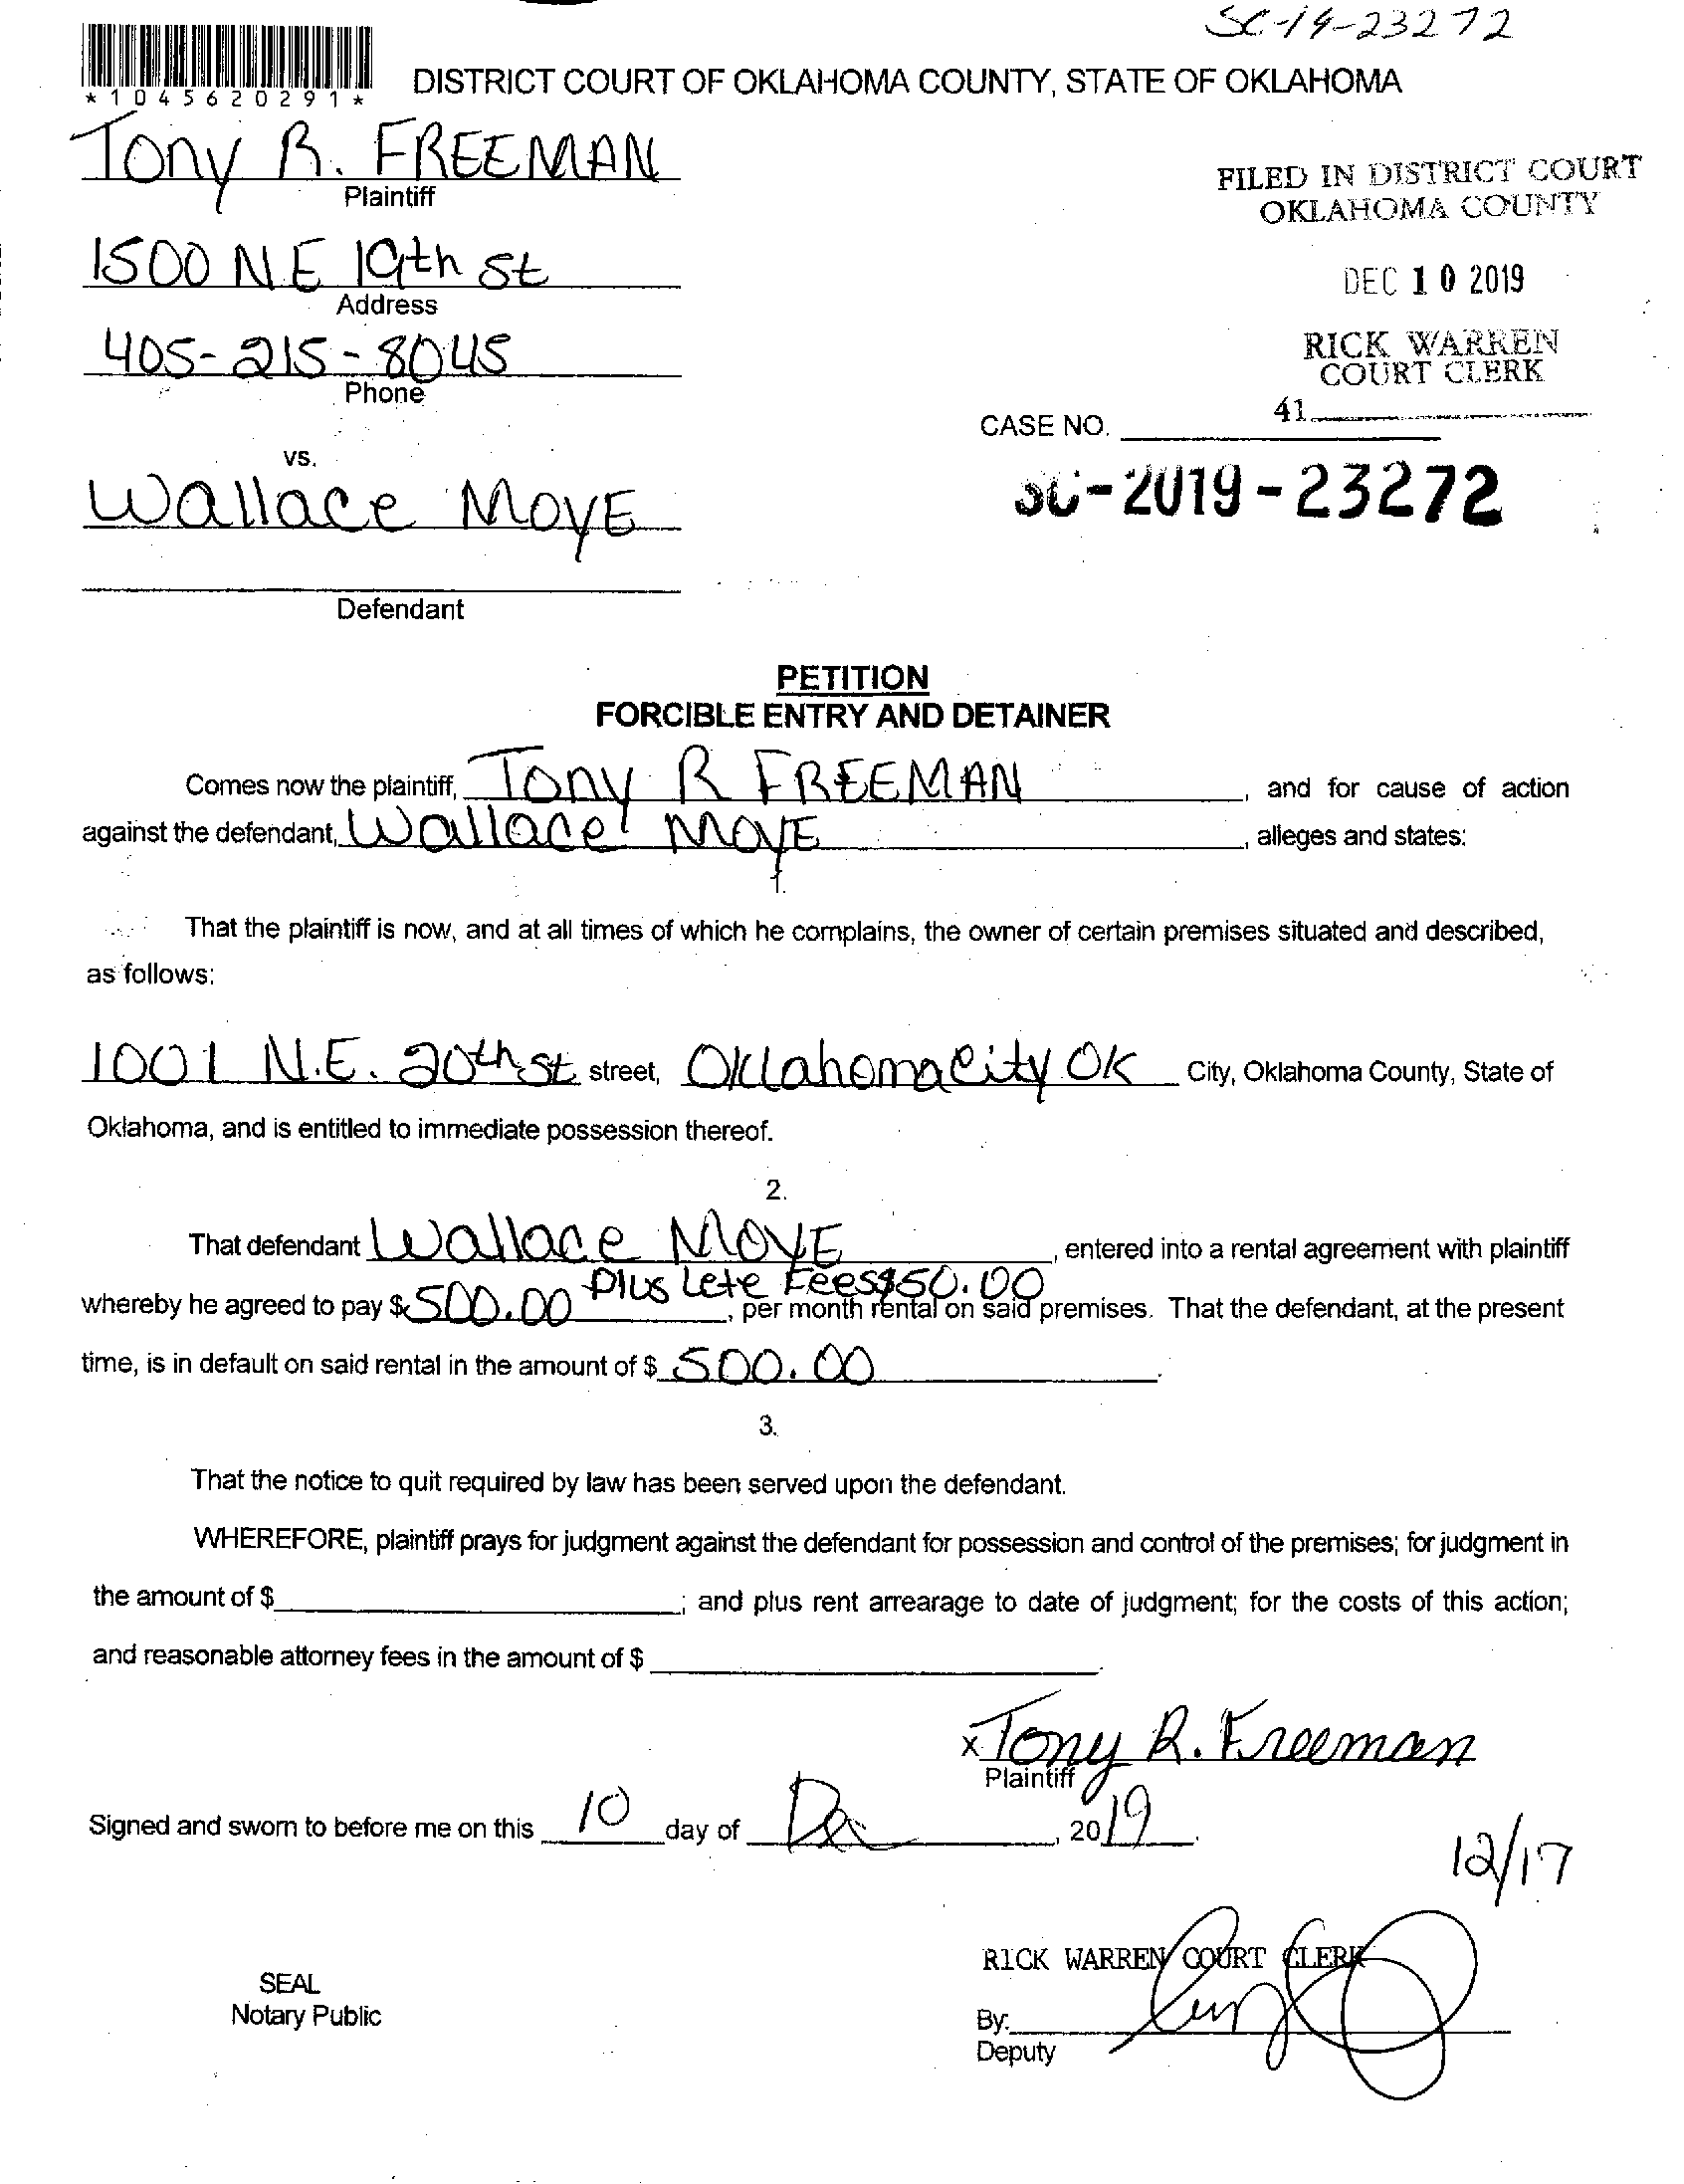 SC-19-23272
*1045620291*
DISTRICT COURT OF OKLAHOMA COUNTY, STATE OF OKLAHOMA
Tony R. FREEMAN
Plaintiff
FILED IN DISTRICT COURT
OKLAHOMA COUNTY
1500 N.E 19th St
Address
DEC 10 2019
405-215-8045
Phone
RICK WARREN
COURT CLERK
41
CASE NO.
vs.
SC-2019-23272
Wallace MOYE
Defendant
PETITION
FORCIBLE ENTRY AND DETAINER
Comes now the plaintiff, Tony R FREEMAN, and for cause of action
against the defendant, Wallace MOYE, alleges and states:
1.
That the plaintiff is now, and at all times of which he complains, the owner of certain premises situated and described,
as follows:
1001 N.E. 20th st street, Oklahoma City OK City, Oklahoma County, State of
Oklahoma, and is entitled to immediate possession thereof.
2.
That defendant Wallace MOYE, entered into a rental agreement with plaintiff
Plus Lete Fees $50.00
whereby he agreed to pay $ 500.00, per month rental on said premises. That the defendant, at the present
time, is in default on said rental in the amount of $ 500.00.
3.
That the notice to quit required by law has been served upon the defendant.
WHEREFORE, plaintiff prays for judgment against the defendant for possession and control of the premises; for judgment in
the amount of $; and plus rent arrearage to date of judgment; for the costs of this action;
and reasonable attorney fees in the amount of $.
x Tony R. Freeman
Plaintiff
Signed and sworn to before me on this 10 day of Dec, 2019.
12/17
RICK WARREN COURT CLERK
SEAL
Notary Public
By:
Deputy